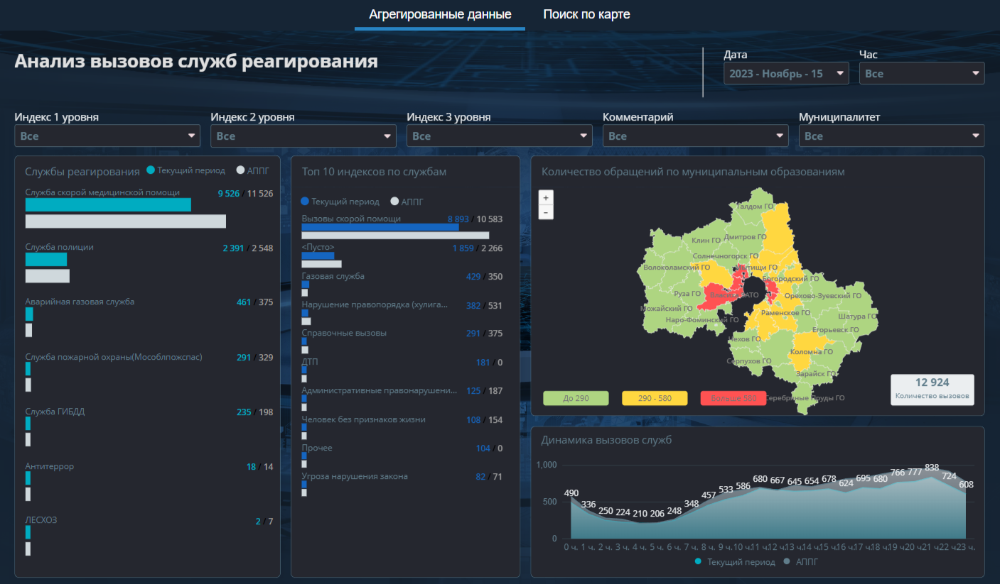 Агрегированные данные
Поиск по карте
Анализ вызовов служб реагирования
Дата
Час
2023 - Ноябрь - 15
Все
Индекс 1 уровня
Индекс 2 уровня
Индекс 3 уровня
Комментарий
Муниципалитет
Все
Все
Все
Все
Все
Службы реагирования
Текущий период
АППГ
Служба скорой медицинской помощи 9 526 / 11 526
Служба полиции 2 391 / 2 548
Аварийная газовая служба 461 / 375
Служба пожарной охраны(Мособлпожспас) 291 / 329
Служба ГИБДД 235 / 198
Антитеррор 18 / 14
ЛЕСХОЗ 2 / 7
Топ 10 индексов по службам
Текущий период
АППГ
Вызовы скорой помощи 8 893 / 10 583
<Пусто> 1 859 / 2 266
Газовая служба 429 / 350
Нарушение правопорядка (хулига... 382 / 531
Справочные вызовы 291 / 375
ДТП 181 / 0
Административные правонарушени... 125 / 187
Человек без признаков жизни 108 / 154
Прочее 104 / 0
Угроза нарушения закона 82 / 71
Количество обращений по муниципальным образованиям
+
-
Талдом ГО
Клин ГО
Дмитров ГО
Солнечногорск ГО
Волоколамский ГО
Мытищи ГО
Богородский ГО
Руза ГО
Власиха ЗАТО
Орехово-Зуевский ГО
Можайский ГО
Раменское ГО
Наро-Фоминский ГО
Шатура ГО
Егорьевск ГО
Чехов ГО
Коломна ГО
Серпухов ГО
Зарайск ГО
Серебряные Пруды ГО
До 290
290 - 580
Больше 580
12 924
Количество вызовов
Динамика вызовов служб
1,000
500
0
490 336 250 224 210 206 248 348 457 533 586 680 667 645 654 678 624 695 680 766 777 838 724 608
0 ч. 1 ч. 2 ч. 3 ч. 4 ч. 5 ч. 6 ч. 7 ч. 8 ч. 9 ч. 10 ч. 11 ч. 12 ч. 13 ч. 14 ч. 15 ч. 16 ч. 17 ч. 18 ч. 19 ч. 20 ч. 21 ч. 22 ч. 23 ч.
Текущий период
АППГ